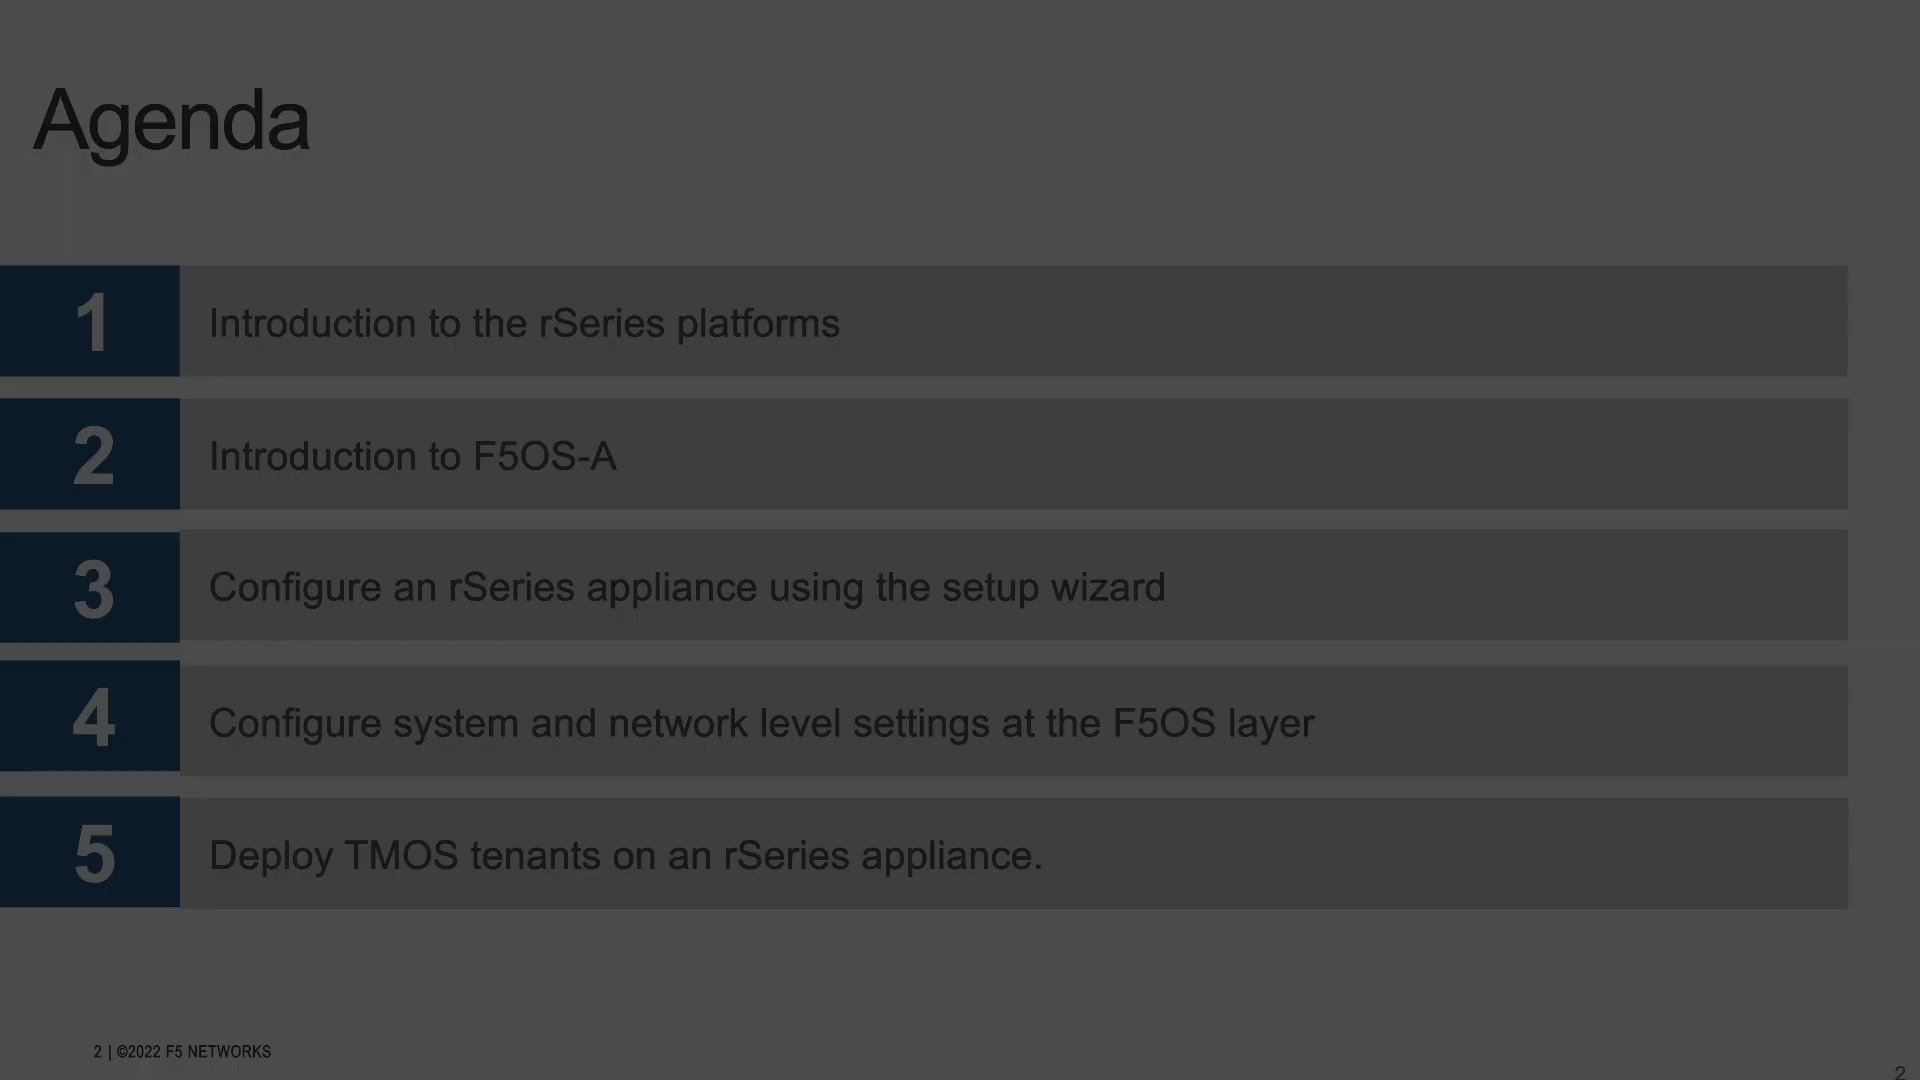 Agenda
1
Introduction to the rSeries platforms
2
Introduction to F5OS-A
3
Configure an rSeries appliance using the setup wizard
4
Configure system and network level settings at the F5OS layer
5
Deploy TMOS tenants on an rSeries appliance.
2 | ©2022 F5 NETWORKS
2